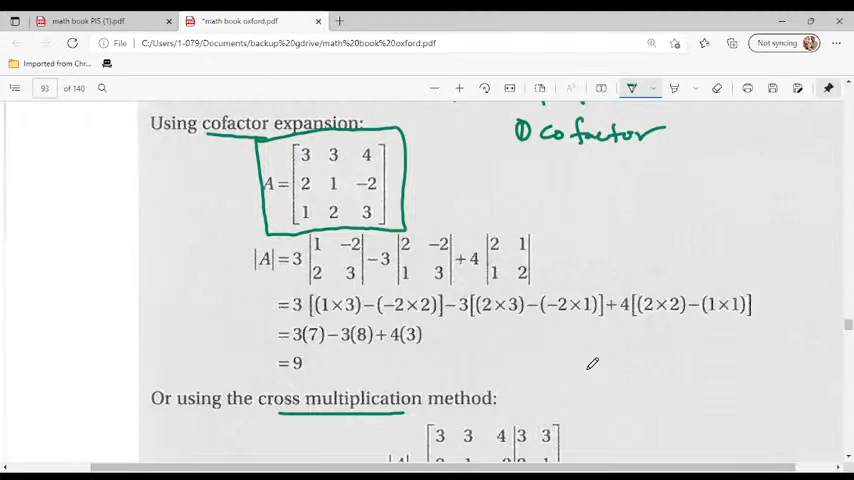 math book PIS (1).pdf
*math book oxford.pdf
File
C:/Users/1-079/Documents/backup%20gdrive/math%20book%20oxford.pdf
Not syncing
Imported from Chr...
93 of 140
Using cofactor expansion:
① cofactor
A = [3 3 4
2 1 −2
1 2 3]
|A| = 3 |1 −2 2 3| − 3 |2 −2 1 3| + 4 |2 1 1 2|
= 3 [(1×3)−(−2×2)]−3[(2×3)−(−2×1)]+4[(2×2)−(1×1)]
= 3(7)−3(8)+4(3)
= 9
Or using the cross multiplication method:
3 3 4 3 3